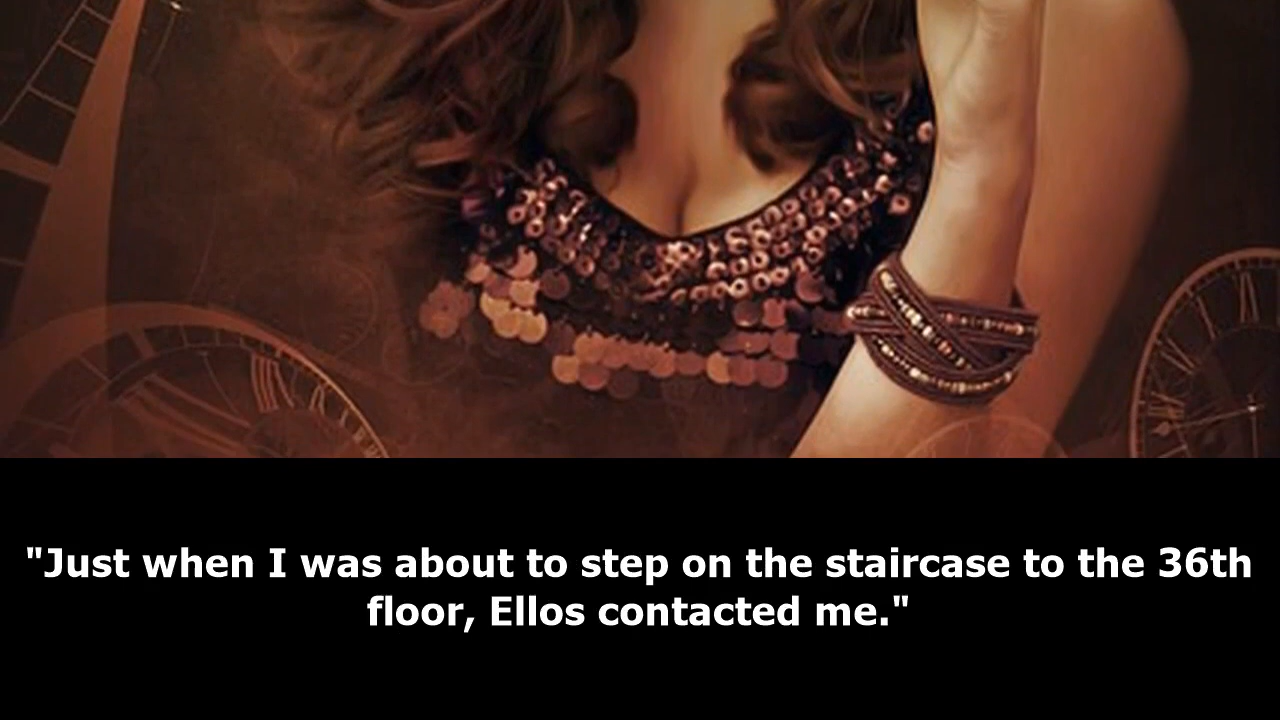 "Just when I was about to step on the staircase to the 36th
floor, Ellos contacted me."